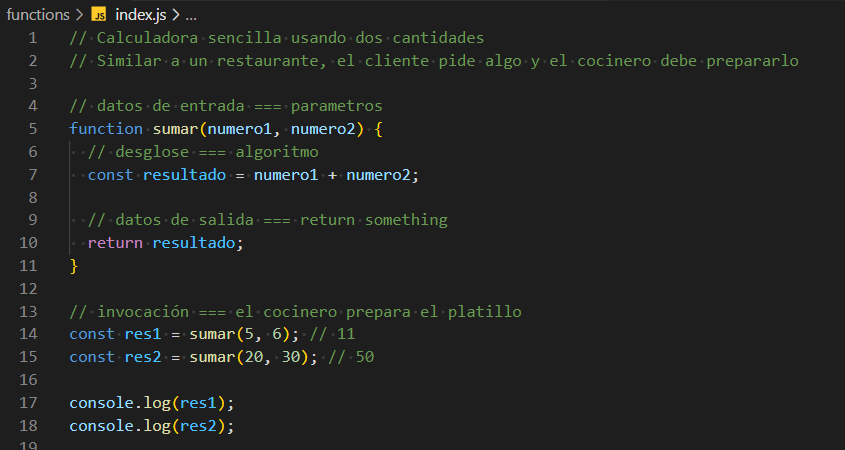 functions > JS index.js > ...
1 // Calculadora sencilla usando dos cantidades
2 // Similar a un restaurante, el cliente pide algo y el cocinero debe prepararlo
3
4 // datos de entrada === parametros
5 function sumar(numero1, numero2) {
6 // desglose === algoritmo
7 const resultado = numero1 + numero2;
8
9 // datos de salida === return something
10 return resultado;
11 }
12
13 // invocación === el cocinero prepara el platillo
14 const res1 = sumar(5, 6); // 11
15 const res2 = sumar(20, 30); // 50
16
17 console.log(res1);
18 console.log(res2);
19